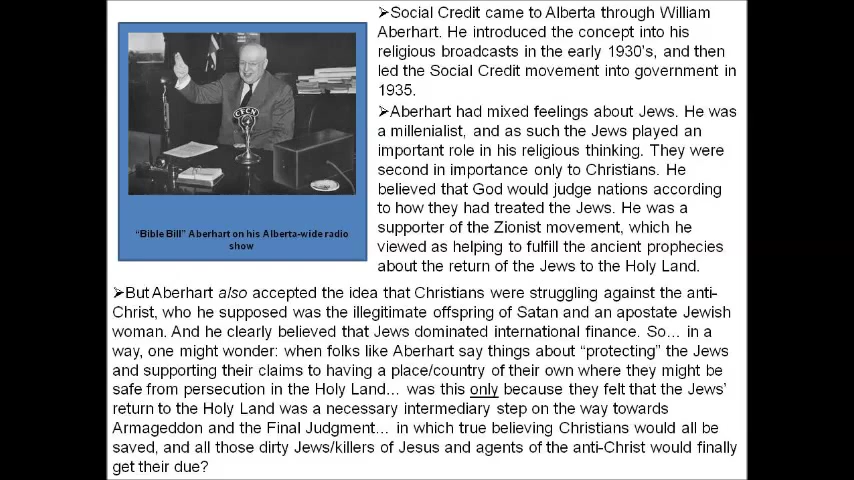 ➢Social Credit came to Alberta through William
Aberhart. He introduced the concept into his
religious broadcasts in the early 1930's, and then
led the Social Credit movement into government in
1935.
➢Aberhart had mixed feelings about Jews. He was
a millenialist, and as such the Jews played an
important role in his religious thinking. They were
second in importance only to Christians. He
believed that God would judge nations according
to how they had treated the Jews. He was a
supporter of the Zionist movement, which he
viewed as helping to fulfill the ancient prophecies
about the return of the Jews to the Holy Land.
CFCN
"Bible Bill" Aberhart on his Alberta-wide radio
show
➢But Aberhart also accepted the idea that Christians were struggling against the anti-
Christ, who he supposed was the illegitimate offspring of Satan and an apostate Jewish
woman. And he clearly believed that Jews dominated international finance. So… in a
way, one might wonder: when folks like Aberhart say things about "protecting" the Jews
and supporting their claims to having a place/country of their own where they might be
safe from persecution in the Holy Land… was this only because they felt that the Jews'
return to the Holy Land was a necessary intermediary step on the way towards
Armageddon and the Final Judgment… in which true believing Christians would all be
saved, and all those dirty Jews/killers of Jesus and agents of the anti-Christ would finally
get their due?